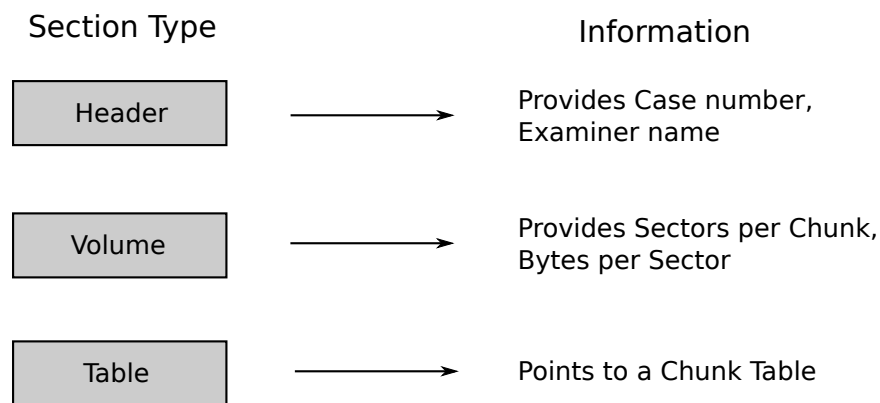 Section Type
Information
Header
Provides Case number,
Examiner name
Volume
Provides Sectors per Chunk,
Bytes per Sector
Table
Points to a Chunk Table